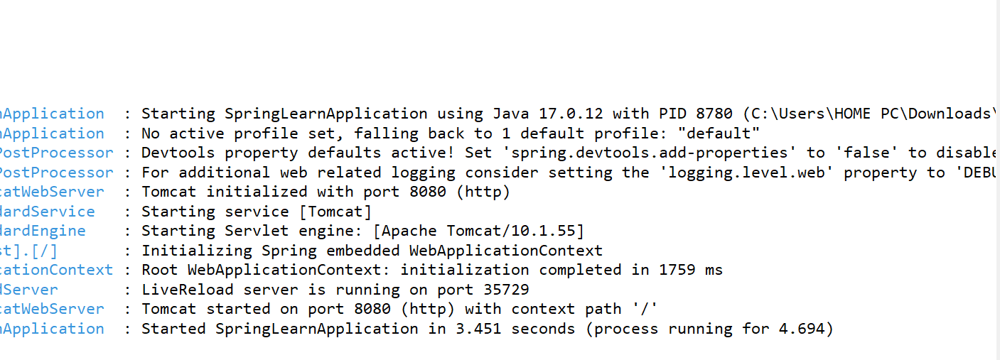 nApplication : Starting SpringLearnApplication using Java 17.0.12 with PID 8780 (C:\Users\HOME PC\Downloads\
nApplication : No active profile set, falling back to 1 default profile: "default"
PostProcessor : Devtools property defaults active! Set 'spring.devtools.add-properties' to 'false' to disable
PostProcessor : For additional web related logging consider setting the 'logging.level.web' property to 'DEBU
catWebServer : Tomcat initialized with port 8080 (http)
dardService : Starting service [Tomcat]
dardEngine : Starting Servlet engine: [Apache Tomcat/10.1.55]
st].[/] : Initializing Spring embedded WebApplicationContext
cationContext : Root WebApplicationContext: initialization completed in 1759 ms
dServer : LiveReload server is running on port 35729
catWebServer : Tomcat started on port 8080 (http) with context path '/'
nApplication : Started SpringLearnApplication in 3.451 seconds (process running for 4.694)